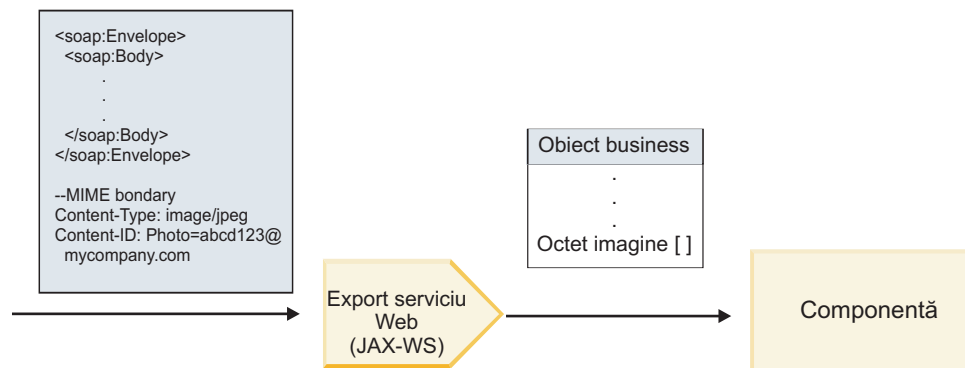 <soap:Envelope>
<soap:Body>
.
.
.
</soap:Body>
</soap:Envelope>
--MIME bondary
Content-Type: image/jpeg
Content-ID: Photo=abcd123@
mycompany.com
Export serviciu
Web
(JAX-WS)
Obiect business
.
.
.
Octet imagine [ ]
Componentă